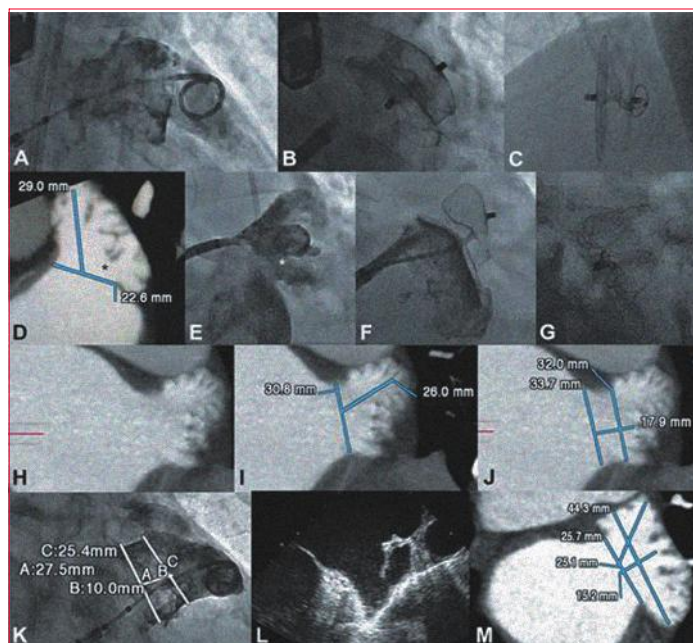 A
B
C
29.0 mm
22.6 mm
D
E
F
G
H
30.8 mm
26.0 mm
I
32.0 mm
33.7 mm
17.9 mm
J
C:25.4mm
A:27.5mm
B:10.0mm
A
B
C
K
L
44.3 mm
25.7 mm
25.1 mm
15.2 mm
M